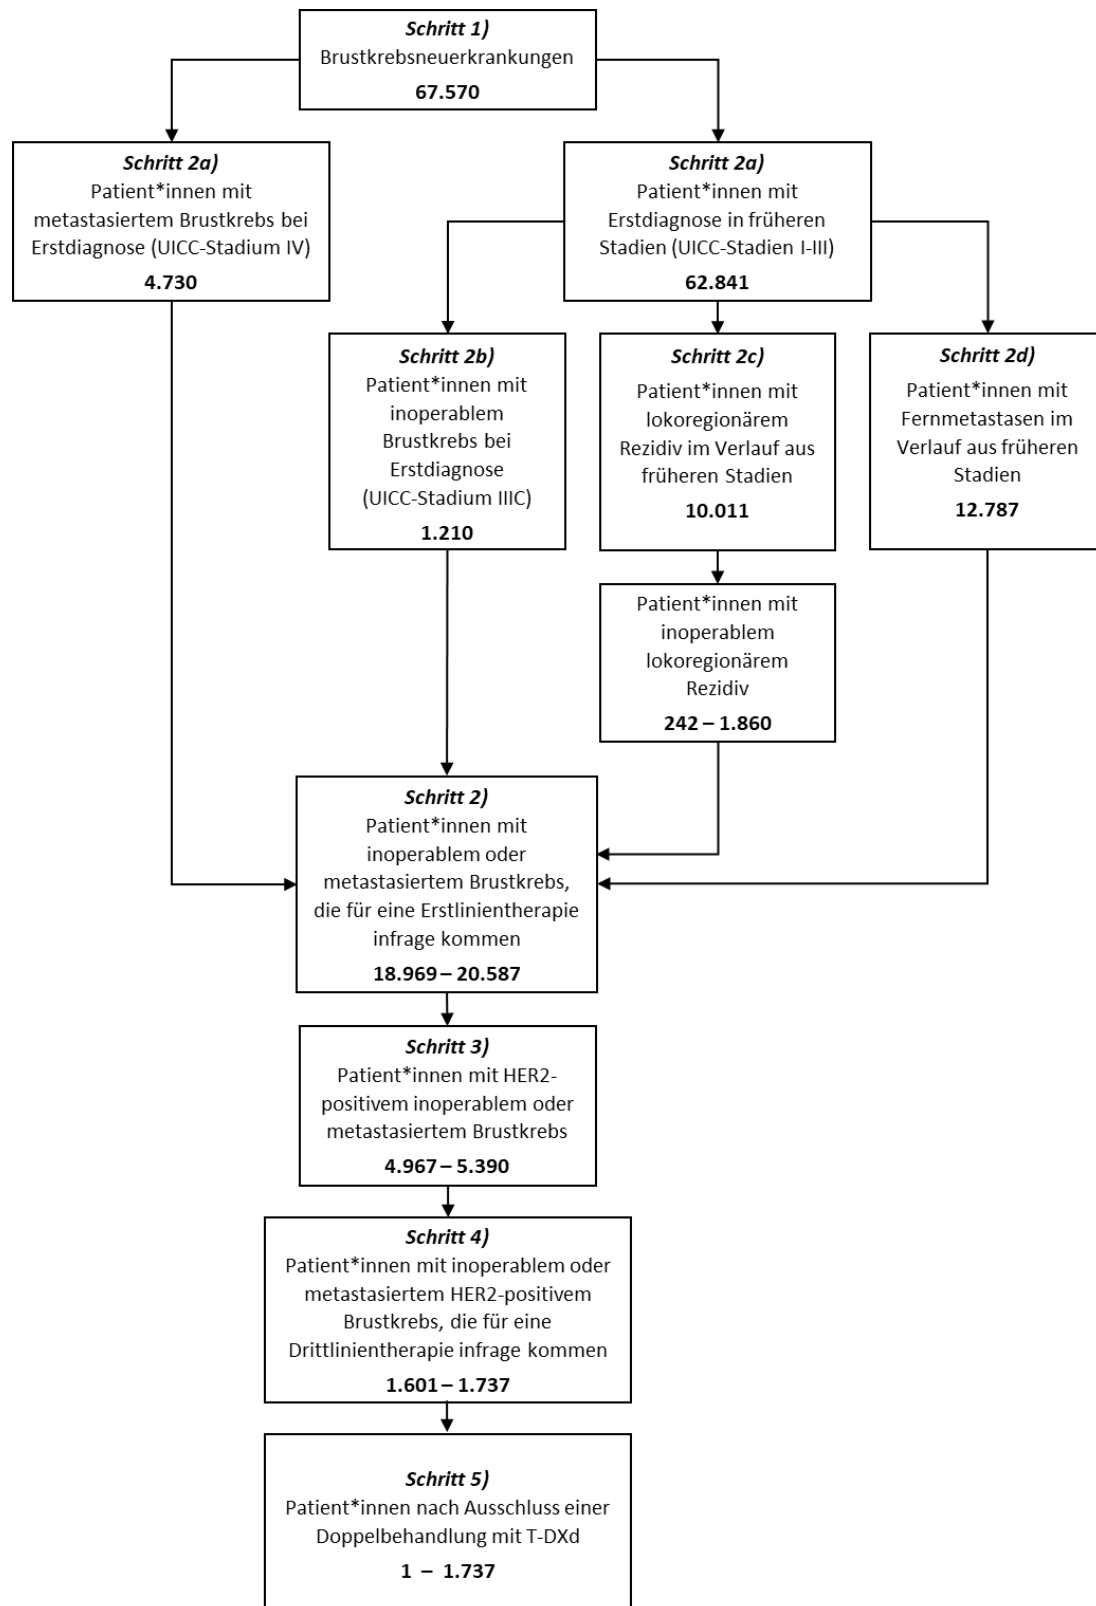 Schritt 1)
Brustkrebsneuerkrankungen
67.570
Schritt 2a)
Patient*innen mit
metastasiertem Brustkrebs bei
Erstdiagnose (UICC-Stadium IV)
4.730
Schritt 2a)
Patient*innen mit
Erstdiagnose in früheren
Stadien (UICC-Stadien I-III)
62.841
Schritt 2b)
Patient*innen mit
inoperablem
Brustkrebs bei
Erstdiagnose
(UICC-Stadium IIIC)
1.210
Schritt 2c)
Patient*innen mit
lokoregionärem
Rezidiv im Verlauf aus
früheren Stadien
10.011
Schritt 2d)
Patient*innen mit
Fernmetastasen im
Verlauf aus früheren
Stadien
12.787
Patient*innen mit
inoperablem
lokoregionärem
Rezidiv
242 – 1.860
Schritt 2)
Patient*innen mit
inoperablem oder
metastasiertem Brustkrebs,
die für eine Erstlinientherapie
infrage kommen
18.969 – 20.587
Schritt 3)
Patient*innen mit HER2-
positivem inoperablem oder
metastasiertem Brustkrebs
4.967 – 5.390
Schritt 4)
Patient*innen mit inoperablem oder
metastasiertem HER2-positivem
Brustkrebs, die für eine
Drittlinientherapie infrage kommen
1.601 – 1.737
Schritt 5)
Patient*innen nach Ausschluss einer
Doppelbehandlung mit T-DXd
1 – 1.737